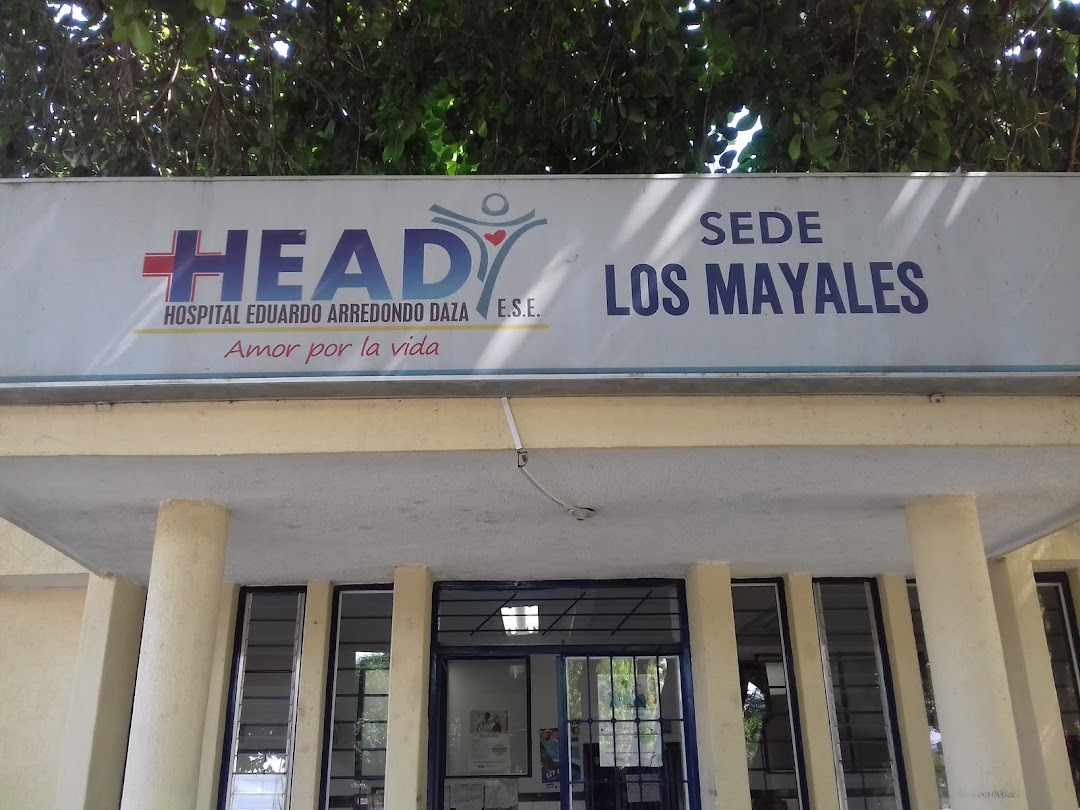 HEAD
HOSPITAL EDUARDO ARREDONDO DAZA E.S.E.
Amor por la vida
SEDE
LOS MAYALES